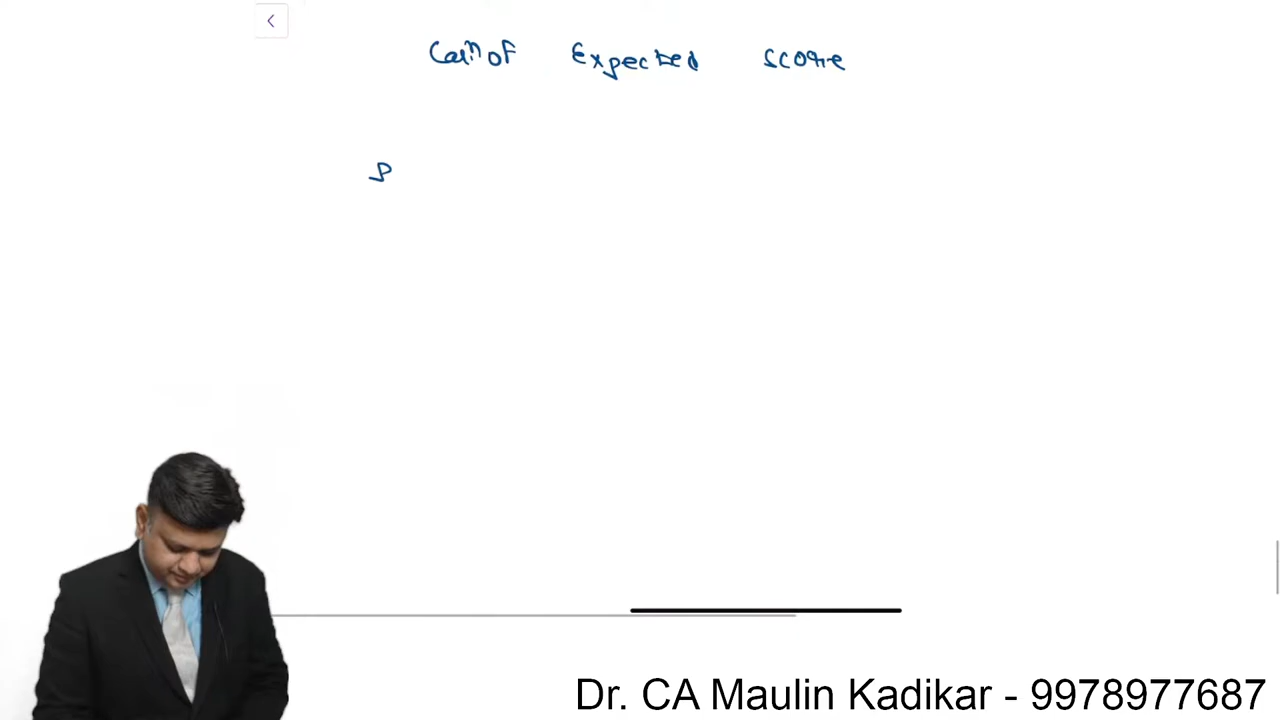 Calⁿ of Expected score
S
Dr. CA Maulin Kadikar - 9978977687